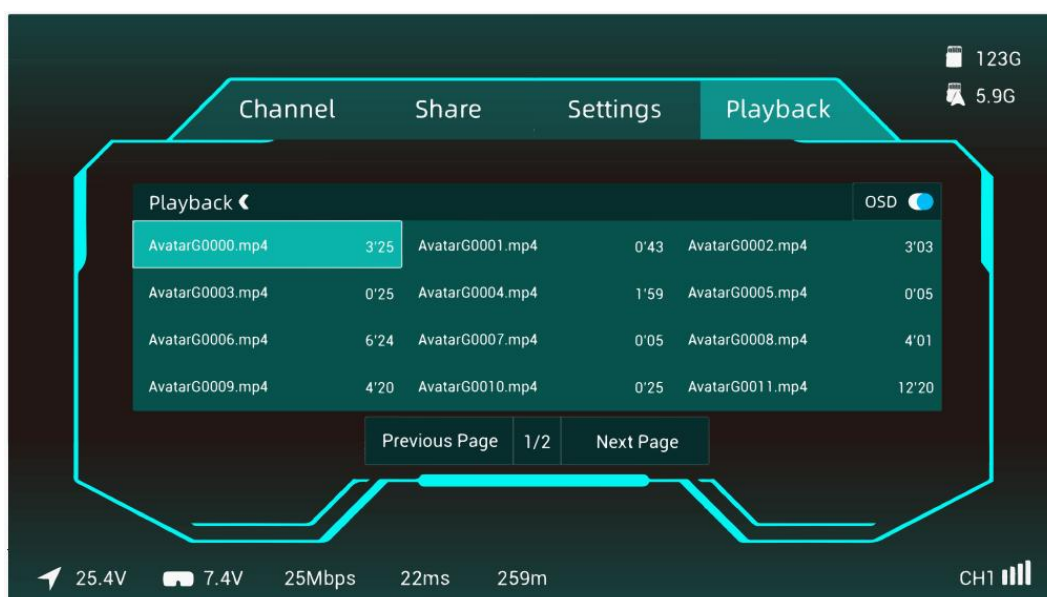 123G
5.9G
Channel Share Settings Playback
Playback OSD
AvatarG0000.mp4 3'25 AvatarG0001.mp4 0'43 AvatarG0002.mp4 3'03
AvatarG0003.mp4 0'25 AvatarG0004.mp4 1'59 AvatarG0005.mp4 0'05
AvatarG0006.mp4 6'24 AvatarG0007.mp4 0'05 AvatarG0008.mp4 4'01
AvatarG0009.mp4 4'20 AvatarG0010.mp4 0'25 AvatarG0011.mp4 12'20
Previous Page 1/2 Next Page
25.4V 7.4V 25Mbps 22ms 259m CH1